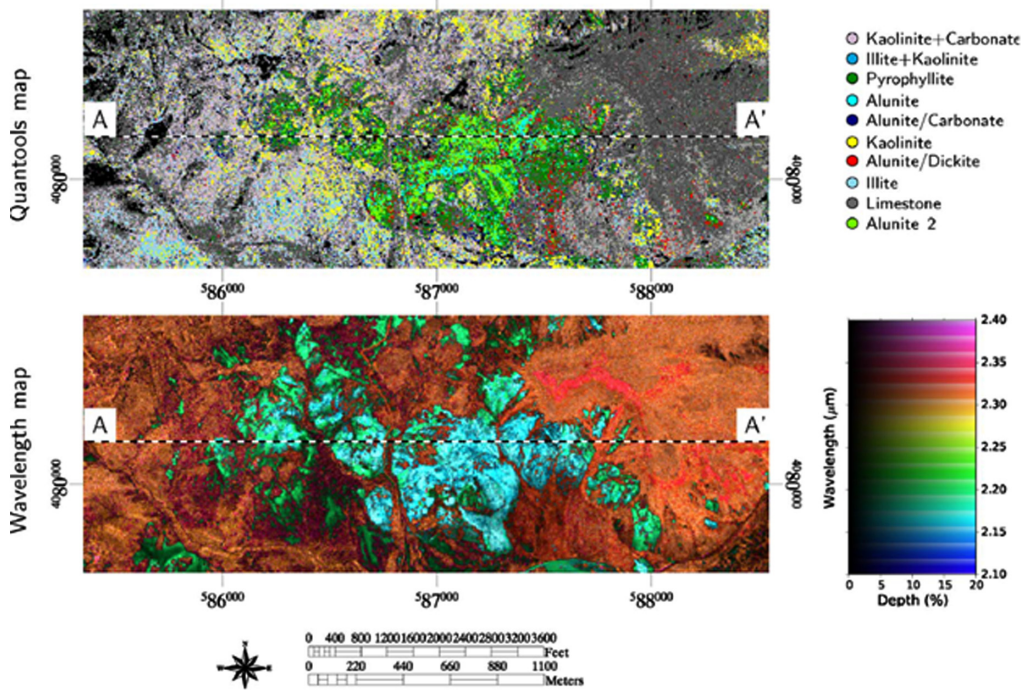 Quantools map
A
A'
⁴⁰80⁰⁰⁰
⁴⁰80⁰⁰⁰
⁵86⁰⁰⁰
⁵87⁰⁰⁰
⁵88⁰⁰⁰
Kaolinite+Carbonate
Illite+Kaolinite
Pyrophyllite
Alunite
Alunite/Carbonate
Kaolinite
Alunite/Dickite
Illite
Limestone
Alunite 2
Wavelength map
A
A'
⁴⁰80⁰⁰⁰
⁴⁰80⁰⁰⁰
⁵86⁰⁰⁰
⁵87⁰⁰⁰
⁵88⁰⁰⁰
2.40
2.35
2.30
2.25
2.20
2.15
2.10
Wavelength (μm)
0 5 10 15 20
Depth (%)
N
W E
S
0 400 800 1200 1600 2000 2400 2800 3200 3600
Feet
0 220 440 660 880 1100
Meters